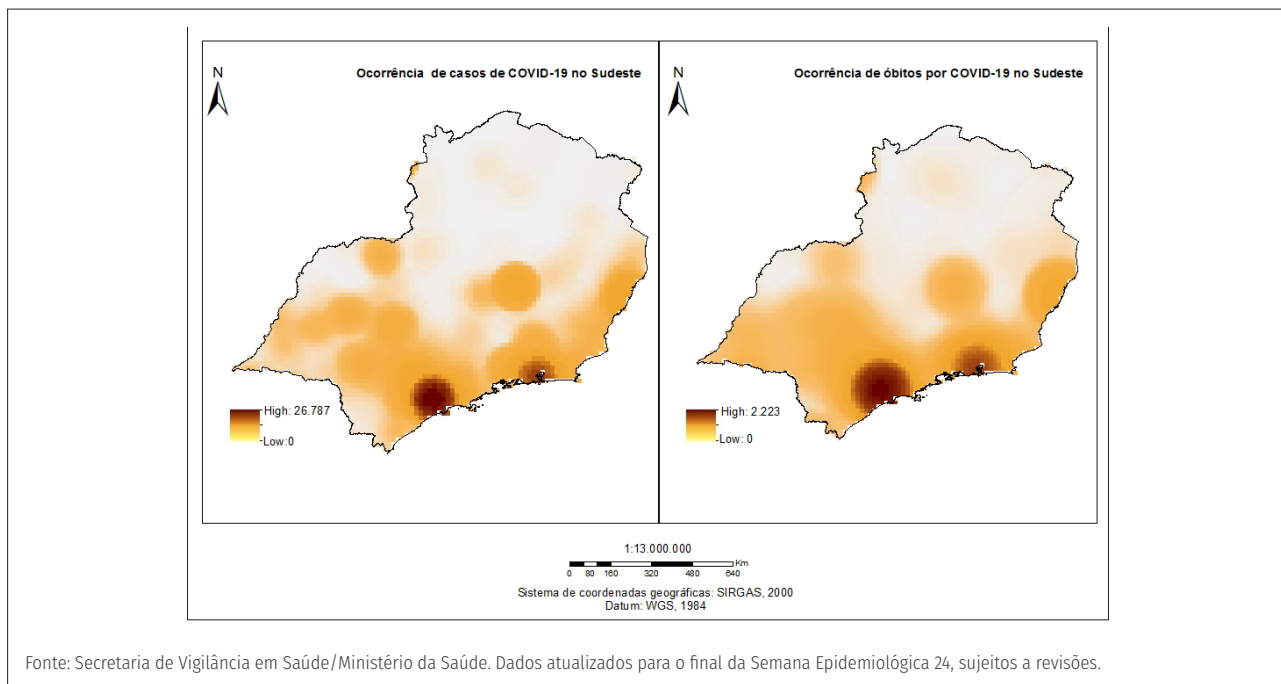 N
Ocorrência de casos de COVID-19 no Sudeste
High: 26.787
Low:0
N
Ocorrência de óbitos por COVID-19 no Sudeste
High: 2.223
Low: 0
1:13.000.000
Km
0 80 160 320 480 640
Sistema de coordenadas geográficas: SIRGAS, 2000
Datum: WGS, 1984
Fonte: Secretaria de Vigilância em Saúde/Ministério da Saúde. Dados atualizados para o final da Semana Epidemiológica 24, sujeitos a revisões.